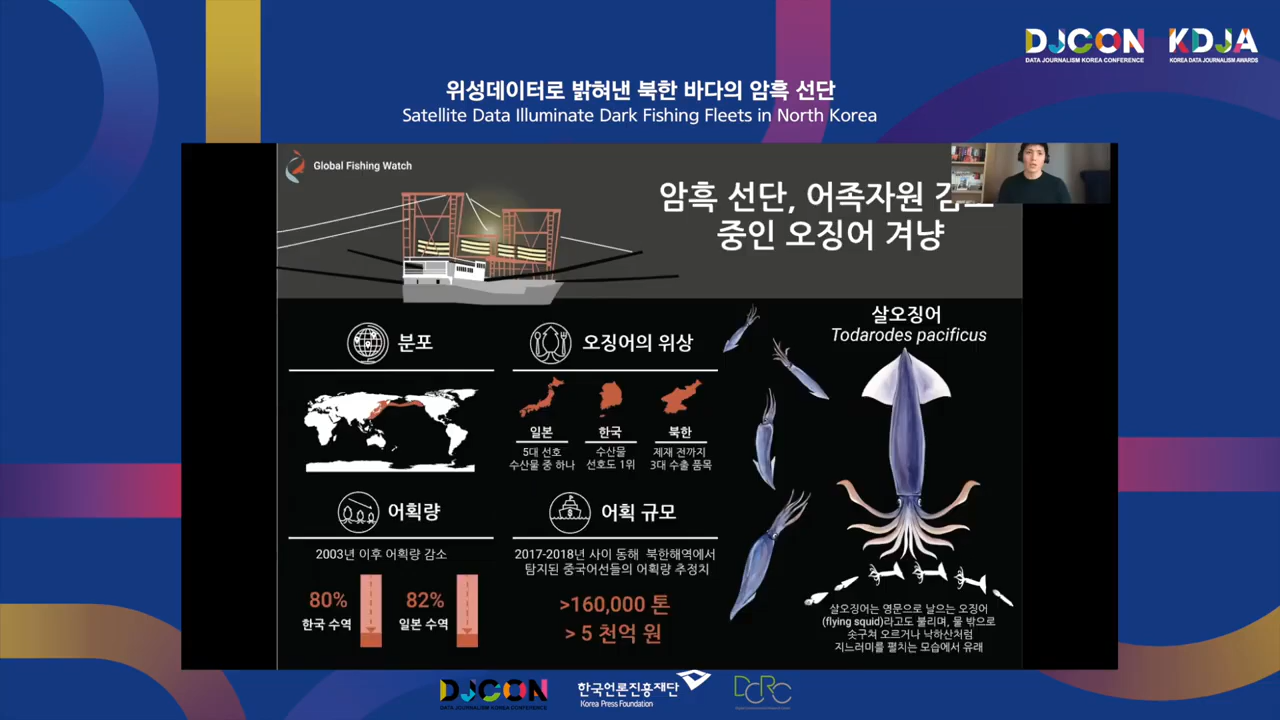 DJCON
DATA JOURNALISM KOREA CONFERENCE
KDJA
KOREA DATA JOURNALISM AWARDS
위성데이터로 밝혀낸 북한 바다의 암흑 선단
Satellite Data Illuminate Dark Fishing Fleets in North Korea
Global Fishing Watch
암흑 선단, 어족자원
중인 오징어 겨냥
살오징어
Todarodes pacificus
분포
오징어의 위상
일본
5대 선호
수산물 중 하나
한국
수산물
선호도 1위
북한
제재 전까지
3대 수출 품목
어획량
2003년 이후 어획량 감소
80%
한국 수역
82%
일본 수역
어획 규모
2017-2018년 사이 동해 북한해역에서
탐지된 중국어선들의 어획량 추정치
>160,000 톤
> 5 천억 원
살오징어는 영문으로 날으는 오징어
(flying squid)라고도 불리며, 물 밖으로
솟구쳐 오르거나 낙하산처럼
지느러미를 펼치는 모습에서 유래
DJCON
DATA JOURNALISM KOREA CONFERENCE
한국언론진흥재단
Korea Press Foundation
DCRC